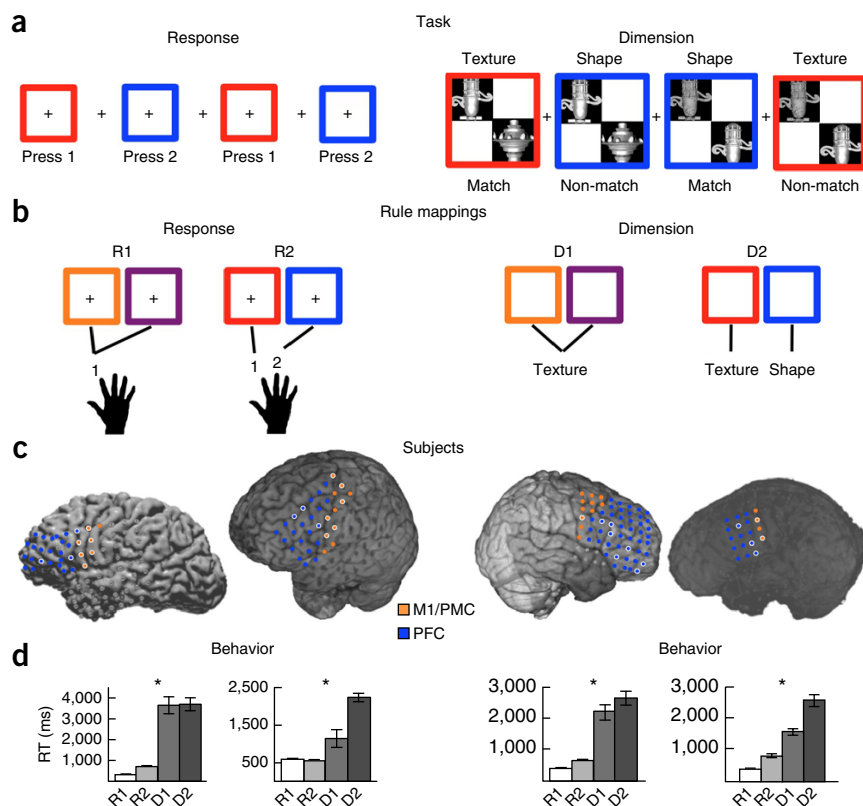 a
Task
Response
Dimension
Texture Shape Shape Texture
+ + + + + + +
+ + +
Press 1 Press 2 Press 1 Press 2
Match Non-match Match Non-match
b
Rule mappings
Response
Dimension
R1 R2 D1 D2
+ + + +
1 1 2
Texture Texture Shape
c
Subjects
M1/PMC
PFC
d
Behavior
Behavior
RT (ms)
4,000
3,000
2,000
1,000
*
R1 R2 D1 D2
2,500
1,500
500
*
R1 R2 D1 D2
3,000
2,000
1,000
*
R1 R2 D1 D2
3,000
2,000
1,000
*
R1 R2 D1 D2